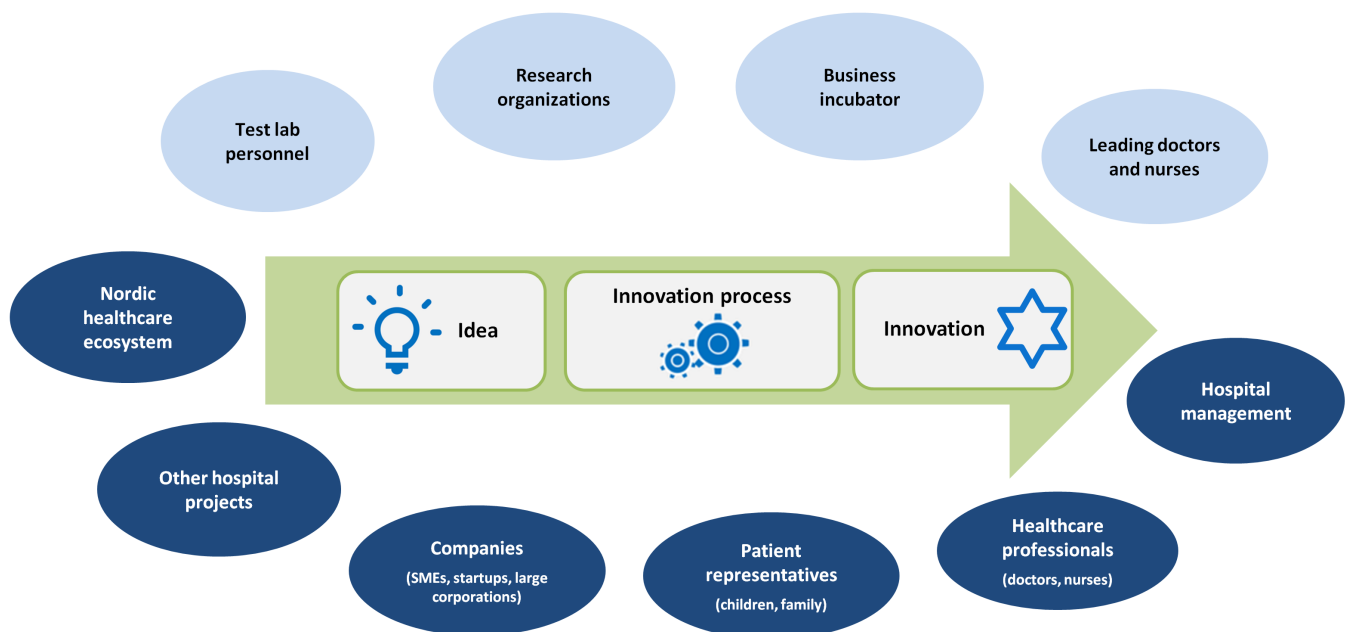 Research
organizations
Business
incubator
Test lab
personnel
Leading doctors
and nurses
Nordic
healthcare
ecosystem
Idea
Innovation process
Innovation
Hospital
management
Other hospital
projects
Companies
(SMEs, startups, large
corporations)
Patient
representatives
(children, family)
Healthcare
professionals
(doctors, nurses)